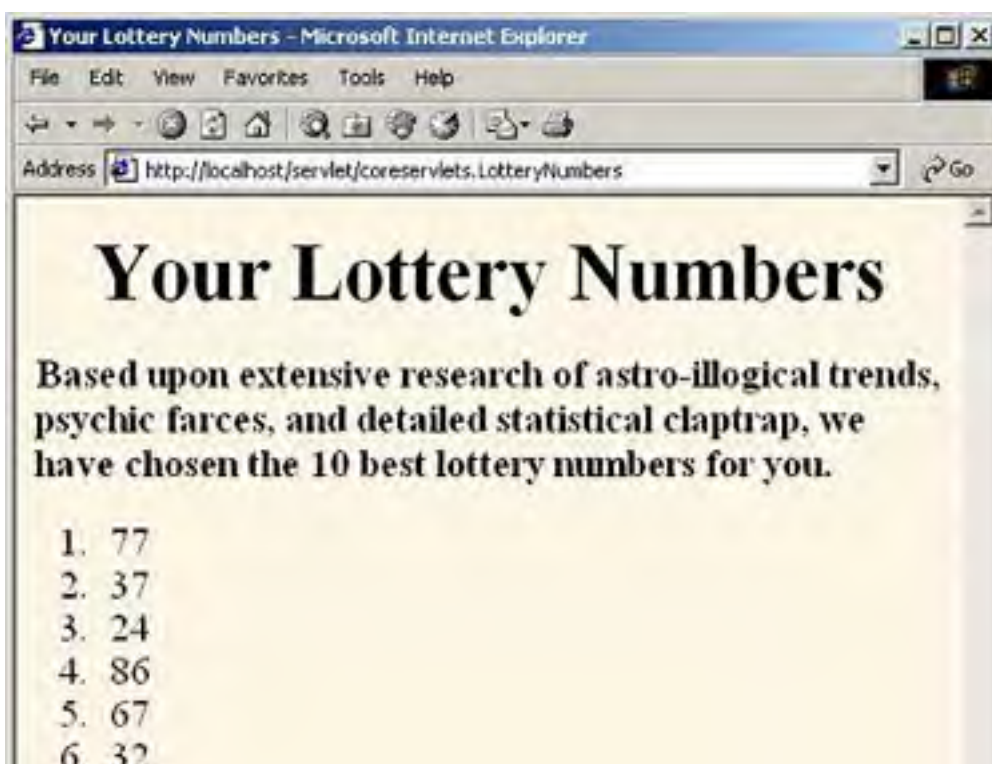 Your Lottery Numbers - Microsoft Internet Explorer
File Edit View Favorites Tools Help
Address http://localhost/servlet/coreservlets.LotteryNumbers Go
Your Lottery Numbers
Based upon extensive research of astro-illogical trends,
psychic farces, and detailed statistical claptrap, we
have chosen the 10 best lottery numbers for you.
1. 77
2. 37
3. 24
4. 86
5. 67
6. 32